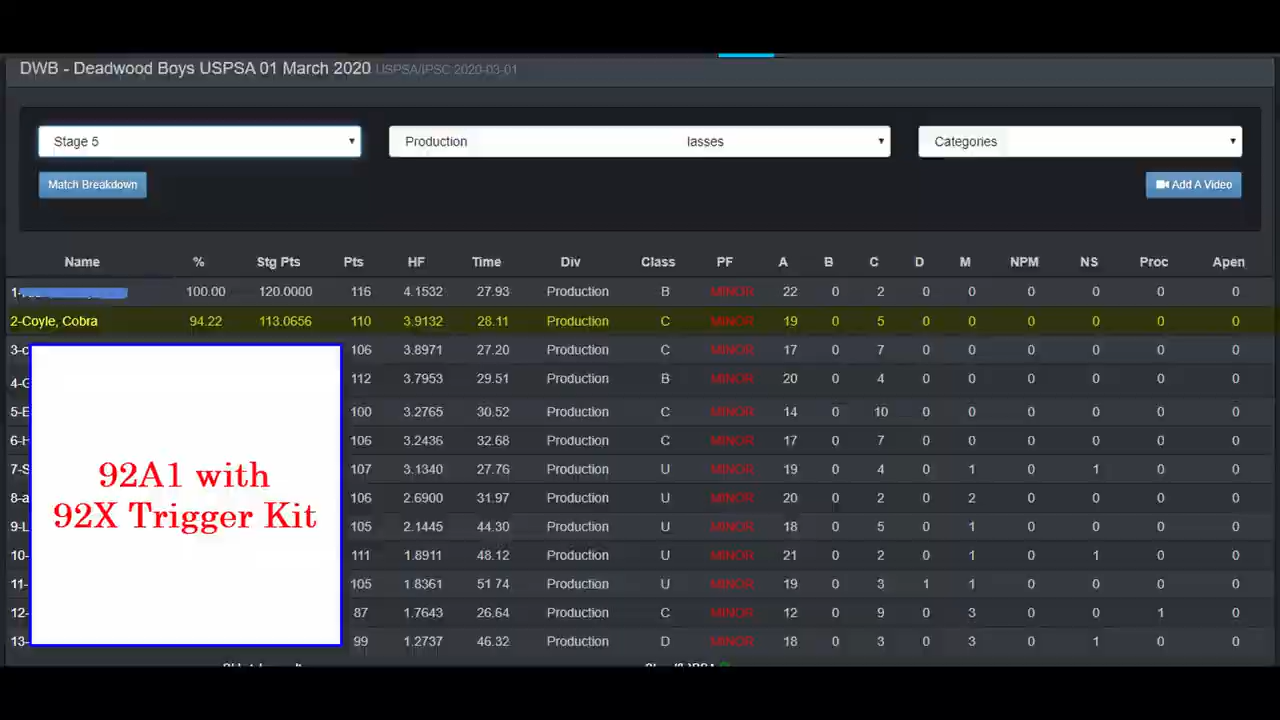 DWB - Deadwood Boys USPSA 01 March 2020 USPSA/IPSC 2020-03-01
Stage 5 Production lasses Categories
Match Breakdown Add A Video
Name % Stg Pts Pts HF Time Div Class PF A B C D M NPM NS Proc Apen
1- 100.00 120.0000 116 4.1532 27.93 Production B MINOR 22 0 2 0 0 0 0 0 0
2-Coyle, Cobra 94.22 113.0656 110 3.9132 28.11 Production C MINOR 19 0 5 0 0 0 0 0 0
3-c 106 3.8971 27.20 Production C MINOR 17 0 7 0 0 0 0 0 0
4-G 112 3.7953 29.51 Production B MINOR 20 0 4 0 0 0 0 0 0
5-E 100 3.2765 30.52 Production C MINOR 14 0 10 0 0 0 0 0 0
6-H 106 3.2436 32.68 Production C MINOR 17 0 7 0 0 0 0 0 0
7-S 107 3.1340 27.76 Production U MINOR 19 0 4 0 1 0 1 0 0
8-a 106 2.6900 31.97 Production U MINOR 20 0 2 0 2 0 0 0 0
9-L 105 2.1445 44.30 Production U MINOR 18 0 5 0 1 0 0 0 0
10- 111 1.8911 48.12 Production U MINOR 21 0 2 0 1 0 1 0 0
11- 105 1.8361 51.74 Production U MINOR 19 0 3 1 1 0 0 0 0
12- 87 1.7643 26.64 Production C MINOR 12 0 9 0 3 0 0 1 0
13- 99 1.2737 46.32 Production D MINOR 18 0 3 0 3 0 1 0 0
92A1 with
92X Trigger Kit